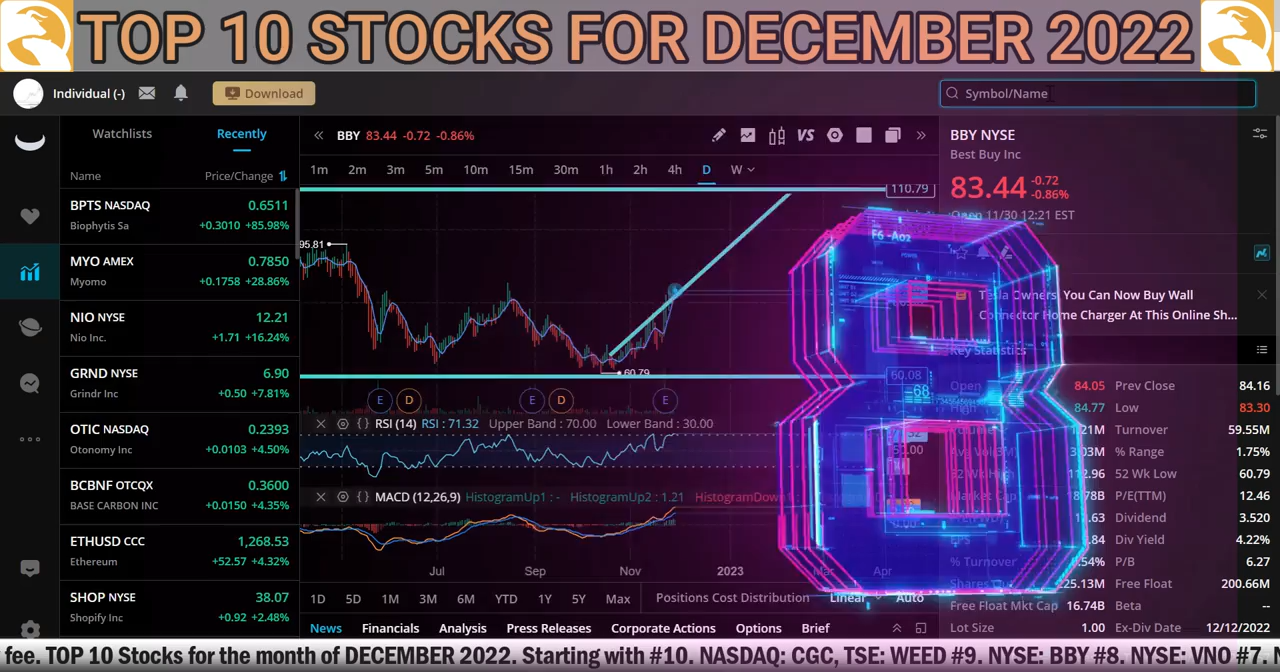 TOP 10 STOCKS FOR DECEMBER 2022
Individual (-)
Download
Symbol/Name
Watchlists Recently
Name Price/Change
BPTS NASDAQ 0.6511
Biophytis Sa +0.3010 +85.98%
MYO AMEX 0.7850
Myomo +0.1758 +28.86%
NIO NYSE 12.21
Nio Inc. +1.71 +16.24%
GRND NYSE 6.90
Grindr Inc +0.50 +7.81%
OTIC NASDAQ 0.2393
Otonomy Inc +0.0103 +4.50%
BCBNF OTCQX 0.3600
BASE CARBON INC +0.0150 +4.35%
ETHUSD CCC 1,268.53
Ethereum +52.57 +4.32%
SHOP NYSE 38.07
Shopify Inc +0.92 +2.48%
BBY 83.44 -0.72 -0.86%
VS
1m 2m 3m 5m 10m 15m 30m 1h 2h 4h D W
110.79
95.81
60.79
60.08
E D E D E
RSI (14) RSI : 71.32 Upper Band : 70.00 Lower Band : 30.00
MACD (12,26,9) HistogramUp1 : - HistogramUp2 : 1.21 HistogramDown1
Jul Sep Nov 2023 Mar Apr
1D 5D 1M 3M 6M YTD 1Y 5Y Max Positions Cost Distribution Linear Auto
News Financials Analysis Press Releases Corporate Actions Options Brief
BBY NYSE
Best Buy Inc
83.44 -0.72
-0.86%
Open 11/30 12:21 EST
F6 -A02
Tesla Owners, You Can Now Buy Wall
Connector Home Charger At This Online Sh...
Key Statistics
Open 84.05 Prev Close 84.16
High 84.77 Low 83.30
Turnover 59.55M
% Range 1.75%
52 Wk Low 60.79
Market Cap P/E(TTM) 12.46
Dividend 3.520
EPS Div Yield 4.22%
% Turnover P/B 6.27
225.13M Free Float 200.66M
Free Float Mkt Cap 16.74B Beta --
Lot Size 1.00 Ex-Div Date 12/12/2022
fee. TOP 10 Stocks for the month of DECEMBER 2022. Starting with #10. NASDAQ: CGC, TSE: WEED #9. NYSE: BBY #8. NYSE: VNO #7.